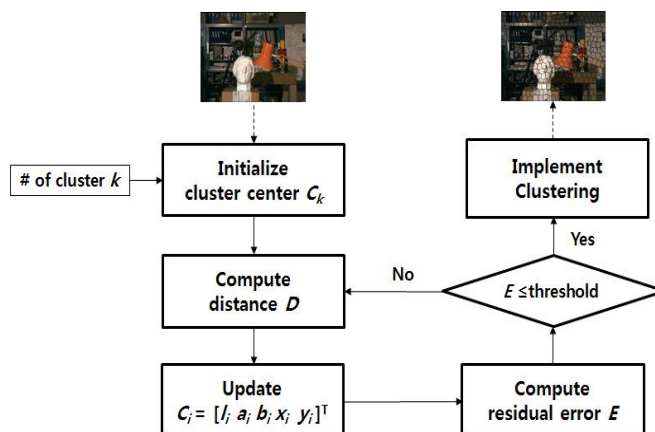 # of cluster k
Initialize
cluster center Cₖ
Compute
distance D
Update
Cᵢ = [lᵢ aᵢ bᵢ xᵢ yᵢ]ᵀ
Compute
residual error E
E ≤threshold
No
Yes
Implement
Clustering